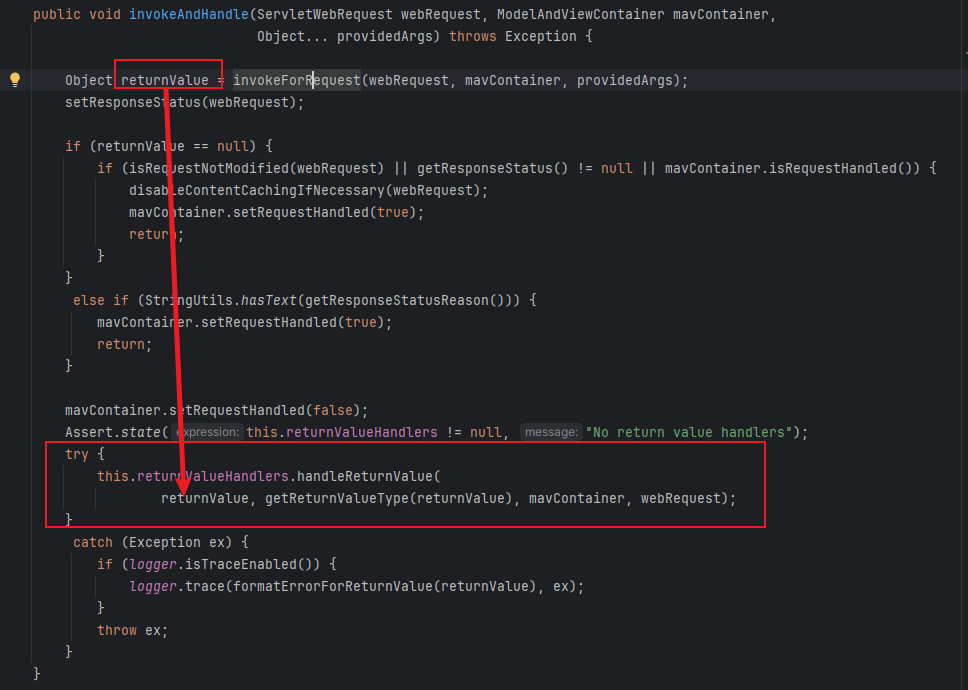 public void invokeAndHandle(ServletWebRequest webRequest, ModelAndViewContainer mavContainer,
Object... providedArgs) throws Exception {
Object returnValue = invokeForRequest(webRequest, mavContainer, providedArgs);
setResponseStatus(webRequest);
if (returnValue == null) {
if (isRequestNotModified(webRequest) || getResponseStatus() != null || mavContainer.isRequestHandled()) {
disableContentCachingIfNecessary(webRequest);
mavContainer.setRequestHandled(true);
return;
}
}
else if (StringUtils.hasText(getResponseStatusReason())) {
mavContainer.setRequestHandled(true);
return;
}
mavContainer.setRequestHandled(false);
Assert.state( expression: this.returnValueHandlers != null, message: "No return value handlers");
try {
this.returnValueHandlers.handleReturnValue(
returnValue, getReturnValueType(returnValue), mavContainer, webRequest);
}
catch (Exception ex) {
if (logger.isTraceEnabled()) {
logger.trace(formatErrorForReturnValue(returnValue), ex);
}
throw ex;
}
}